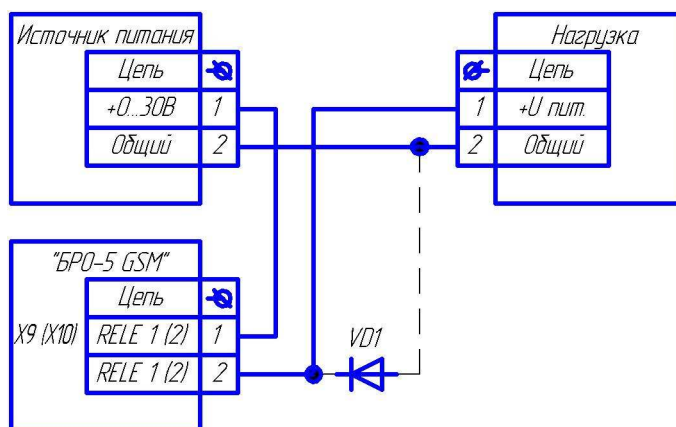 Источник питания
Цепь
+0...30В 1
Общий 2
Нагрузка
Цепь
1 +U пит.
2 Общий
"БРО-5 GSM"
Цепь
X9 (X10) RELE 1 (2) 1
RELE 1 (2) 2
VD1